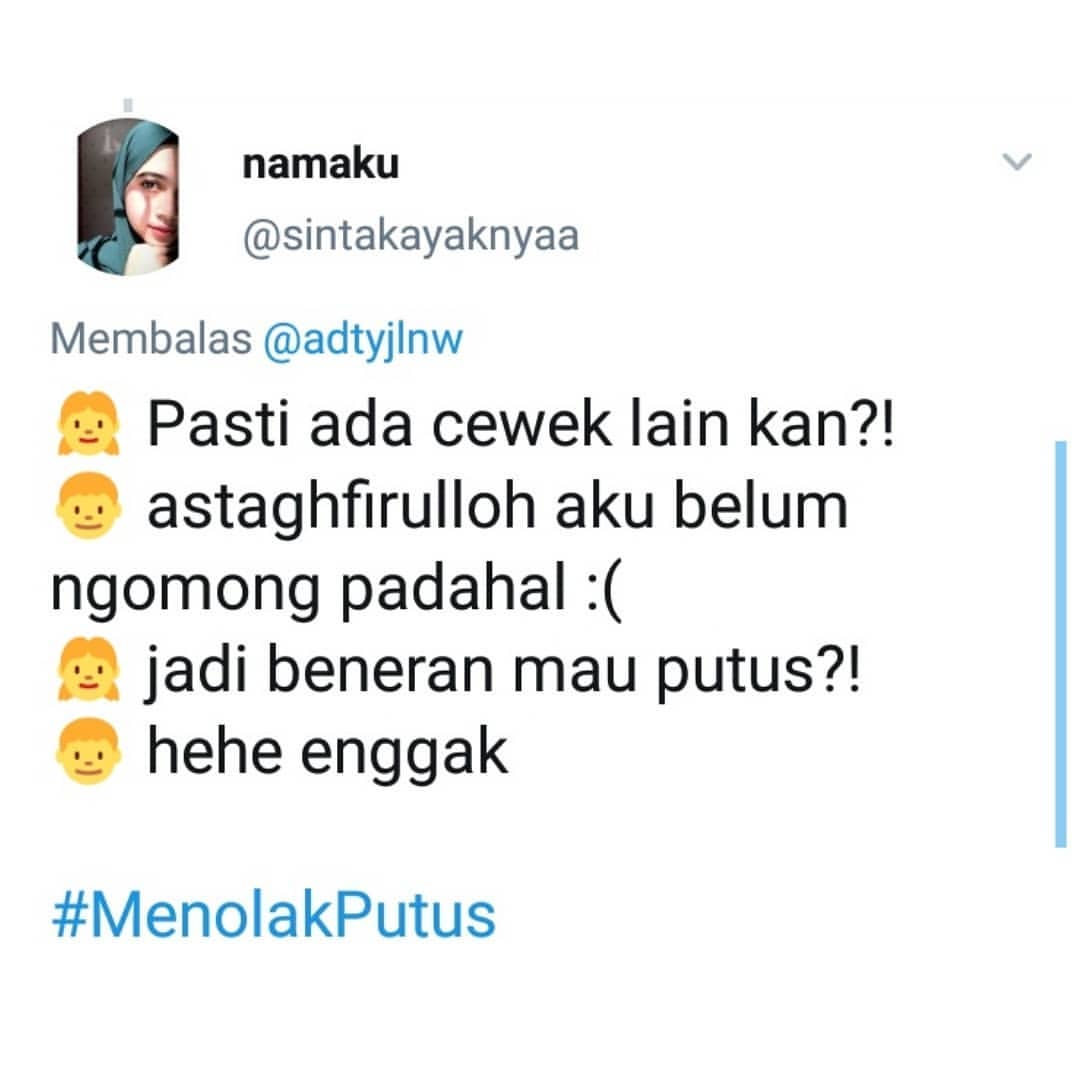 namaku
@sintakayaknyaa
Membalas @adtyjlnw
👧 Pasti ada cewek lain kan?!
👦 astaghfirulloh aku belum
ngomong padahal :(
👧 jadi beneran mau putus?!
👦 hehe enggak
#MenolakPutus